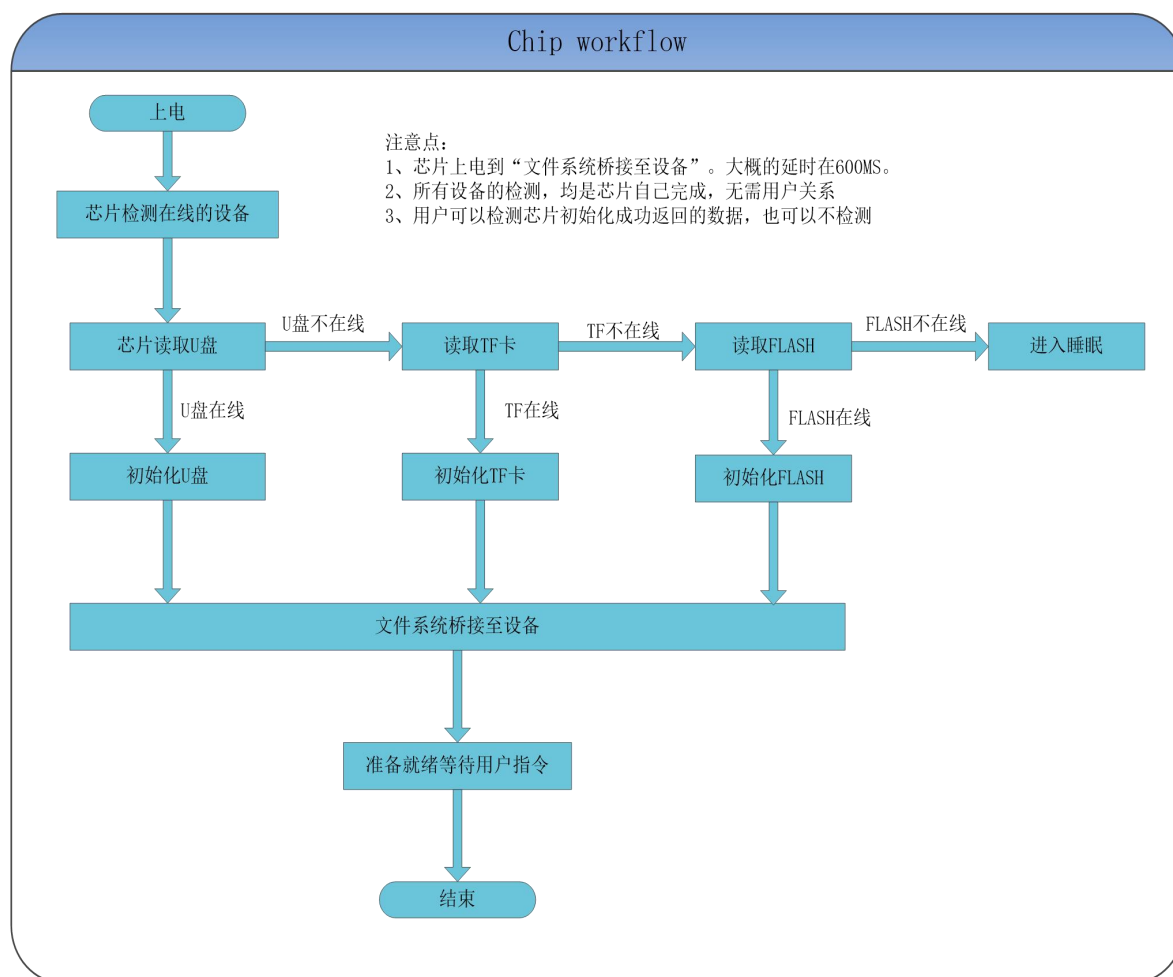 Chip workflow
上电
注意点：
1、芯片上电到“文件系统桥接至设备”。大概的延时在600MS。
2、所有设备的检测，均是芯片自己完成，无需用户关系
3、用户可以检测芯片初始化成功返回的数据，也可以不检测
芯片检测在线的设备
芯片读取U盘
U盘不在线
读取TF卡
TF不在线
读取FLASH
FLASH不在线
进入睡眠
U盘在线
TF在线
FLASH在线
初始化U盘
初始化TF卡
初始化FLASH
文件系统桥接至设备
准备就绪等待用户指令
结束